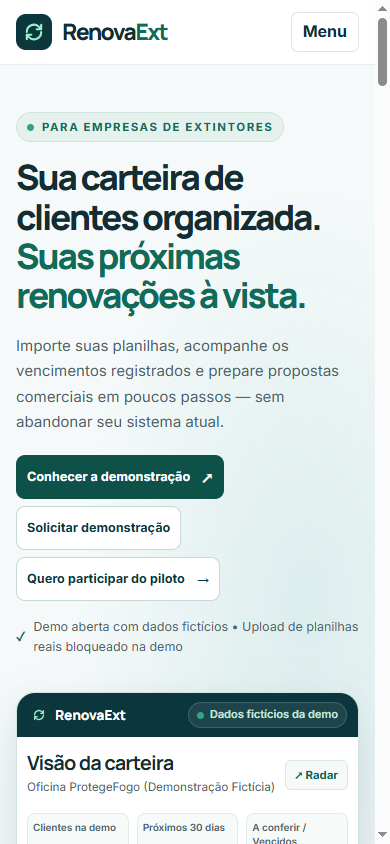 RenovaExt
Menu
PARA EMPRESAS DE EXTINTORES
Sua carteira de
clientes organizada.
Suas próximas
renovações à vista.
Importe suas planilhas, acompanhe os
vencimentos registrados e prepare propostas
comerciais em poucos passos — sem
abandonar seu sistema atual.
Conhecer a demonstração ↗
Solicitar demonstração
Quero participar do piloto →
✓ Demo aberta com dados fictícios • Upload de planilhas
reais bloqueado na demo
RenovaExt
Dados fictícios da demo
Visão da carteira
Oficina ProtegeFogo (Demonstração Fictícia)
↗ Radar
Clientes na demo
Próximos 30 dias
A conferir /
Vencidos